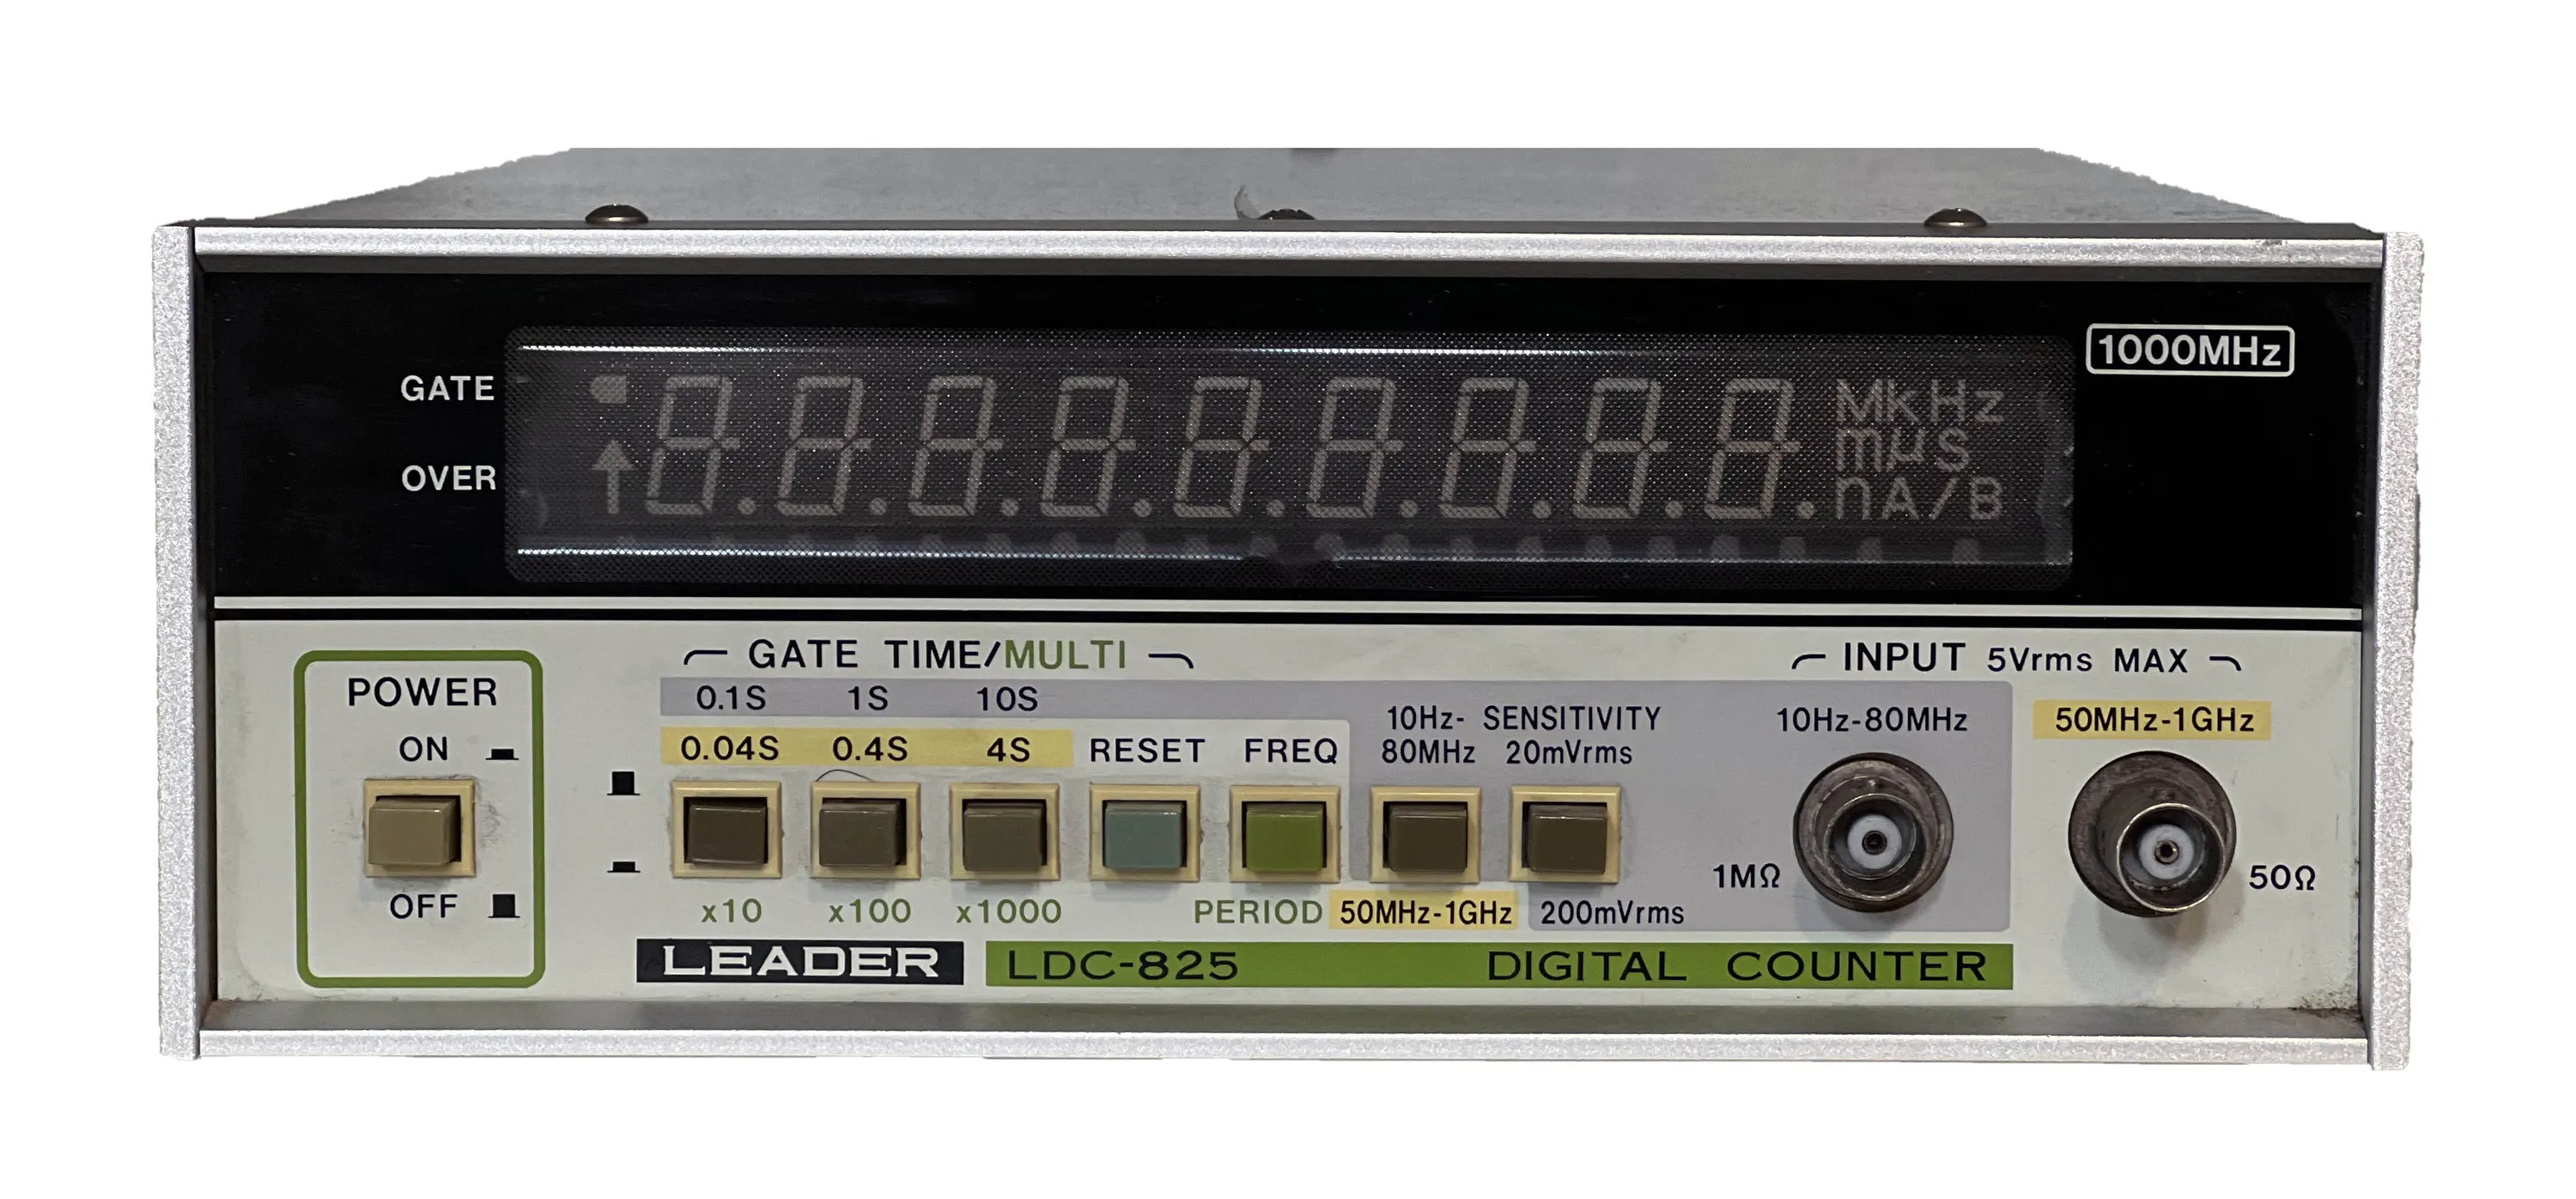 1000MHz
GATE
MkHz
mμs
OVER
nA/B
GATE TIME/MULTI
INPUT 5Vrms MAX
POWER
0.1S 1S 10S
10Hz- SENSITIVITY
10Hz-80MHz
50MHz-1GHz
ON
0.04S 0.4S 4S RESET FREQ
80MHz 20mVrms
1MΩ
50Ω
OFF
x10 x100 x1000 PERIOD 50MHz-1GHz 200mVrms
LEADER LDC-825 DIGITAL COUNTER